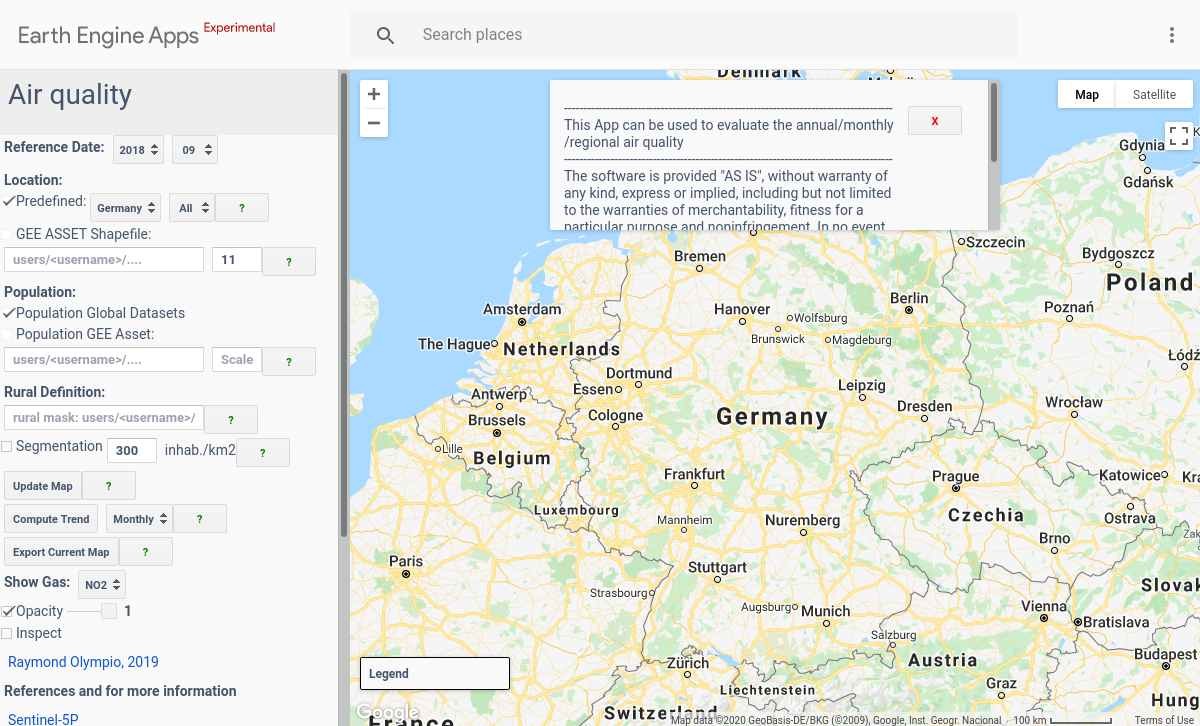 Earth Engine Apps Experimental
Search places
Air quality
Reference Date: 2018 09
Location:
Predefined: Germany All ?
GEE ASSET Shapefile:
users/<username>/.... 11 ?
Population:
Population Global Datasets
Population GEE Asset:
users/<username>/.... Scale ?
Rural Definition:
rural mask: users/<username>/ ?
Segmentation 300 inhab./km2 ?
Update Map ?
Compute Trend Monthly ?
Export Current Map ?
Show Gas: NO2
Opacity 1
Inspect
Raymond Olympio, 2019
References and for more information
Sentinel-5P
+
−
----------------------------------------------------------------------------------
This App can be used to evaluate the annual/monthly
/regional air quality
----------------------------------------------------------------------------------
The software is provided "AS IS", without warranty of
any kind, express or implied, including but not limited
to the warranties of merchantability, fitness for a
particular purpose and noninfringement. In no event
X
Map Satellite
Denmark
Gdynia
Gdańsk
Szczecin
Bremen
Bydgoszcz
Poland
Berlin
Amsterdam
Hanover
Wolfsburg
Poznań
Brunswick
Magdeburg
The Hague
Netherlands
Łódź
Dortmund
Essen
Leipzig
Antwerp
Dresden
Wrocław
Cologne
Germany
Brussels
Lille
Belgium
Frankfurt
Prague
Katowice
Luxembourg
Mannheim
Nuremberg
Czechia
Ostrava
Brno
Paris
Stuttgart
Strasbourg
Augsburg
Munich
Vienna
Bratislava
Salzburg
Budapest
Zürich
Austria
Legend
Liechtenstein
Graz
Switzerland
France
Google
Map data ©2020 GeoBasis-DE/BKG (©2009), Google, Inst. Geogr. Nacional 100 km Terms of Use